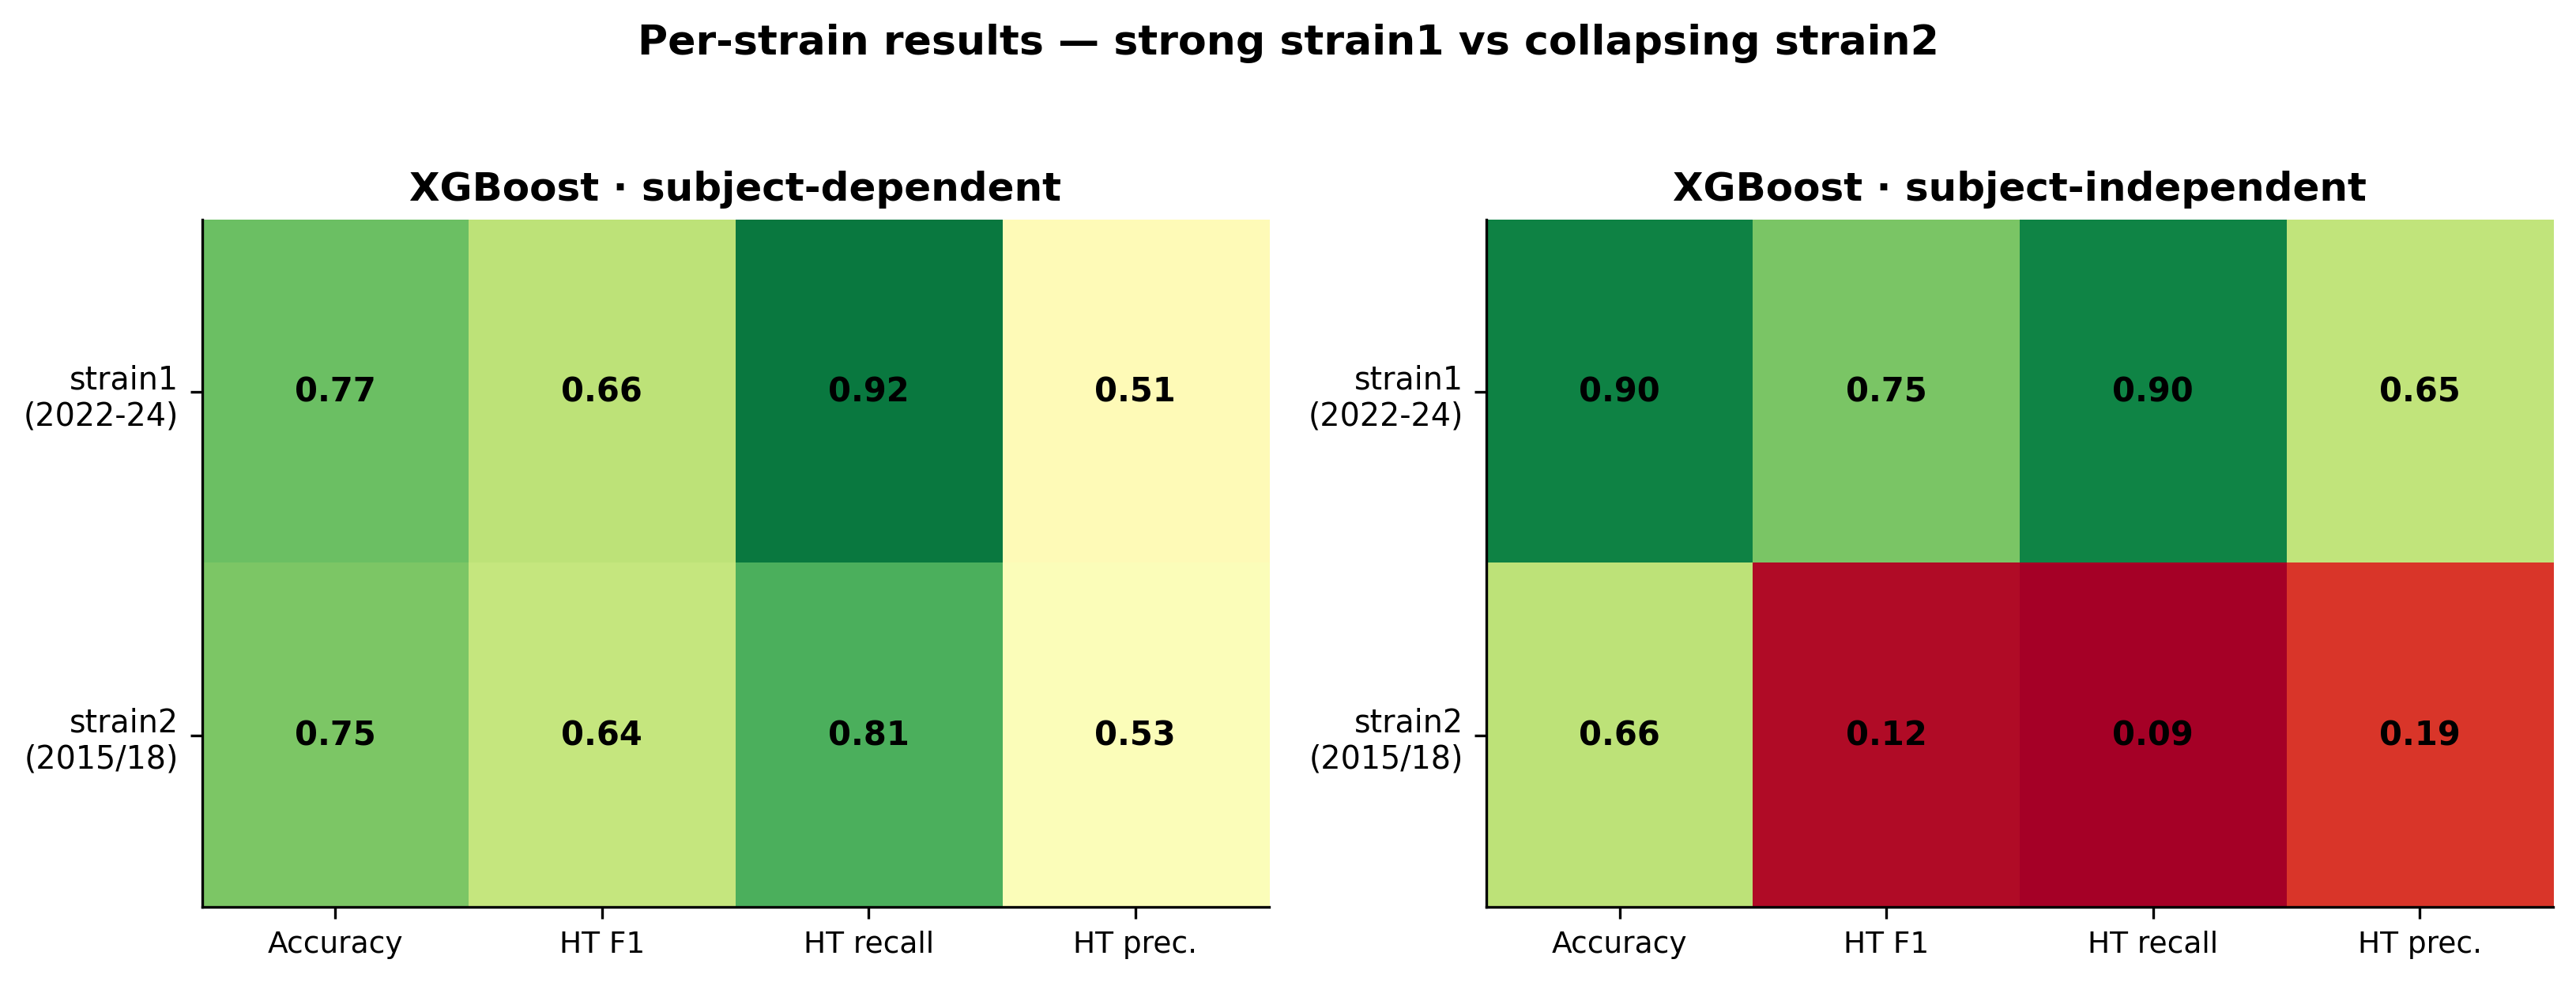 Per-strain results — strong strain1 vs collapsing strain2
XGBoost · subject-dependent
strain1
(2022-24)
0.77 0.66 0.92 0.51
strain2
(2015/18)
0.75 0.64 0.81 0.53
Accuracy HT F1 HT recall HT prec.
XGBoost · subject-independent
strain1
(2022-24)
0.90 0.75 0.90 0.65
strain2
(2015/18)
0.66 0.12 0.09 0.19
Accuracy HT F1 HT recall HT prec.